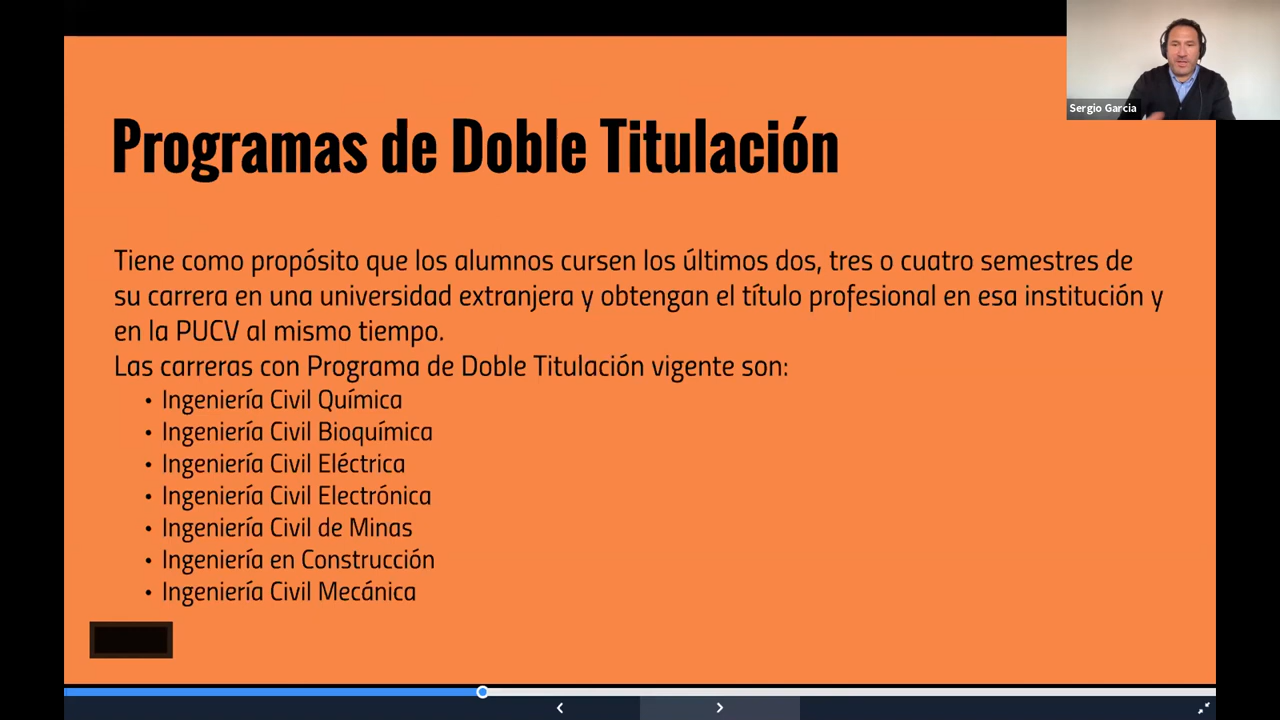 Sergio Garcia
Programas de Doble Titulación
Tiene como propósito que los alumnos cursen los últimos dos, tres o cuatro semestres de
su carrera en una universidad extranjera y obtengan el título profesional en esa institución y
en la PUCV al mismo tiempo.
Las carreras con Programa de Doble Titulación vigente son:
• Ingeniería Civil Química
• Ingeniería Civil Bioquímica
• Ingeniería Civil Eléctrica
• Ingeniería Civil Electrónica
• Ingeniería Civil de Minas
• Ingeniería en Construcción
• Ingeniería Civil Mecánica